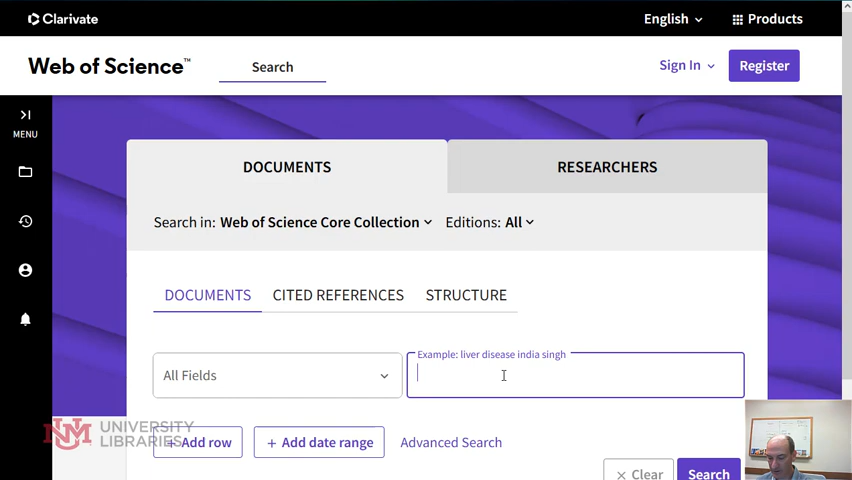 Clarivate English Products
Web of Science™ Search Sign In Register
MENU
DOCUMENTS RESEARCHERS
Search in: Web of Science Core Collection Editions: All
DOCUMENTS CITED REFERENCES STRUCTURE
Example: liver disease india singh
All Fields
UNM UNIVERSITY LIBRARIES
+ Add row + Add date range Advanced Search
× Clear Search